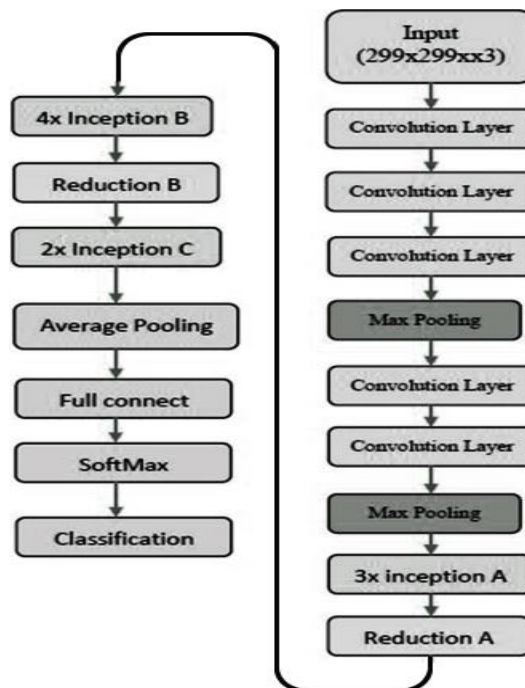 Input
(299x299xx3)
Convolution Layer
Convolution Layer
Convolution Layer
Max Pooling
Convolution Layer
Convolution Layer
Max Pooling
3x inception A
Reduction A
4x Inception B
Reduction B
2x Inception C
Average Pooling
Full connect
SoftMax
Classification